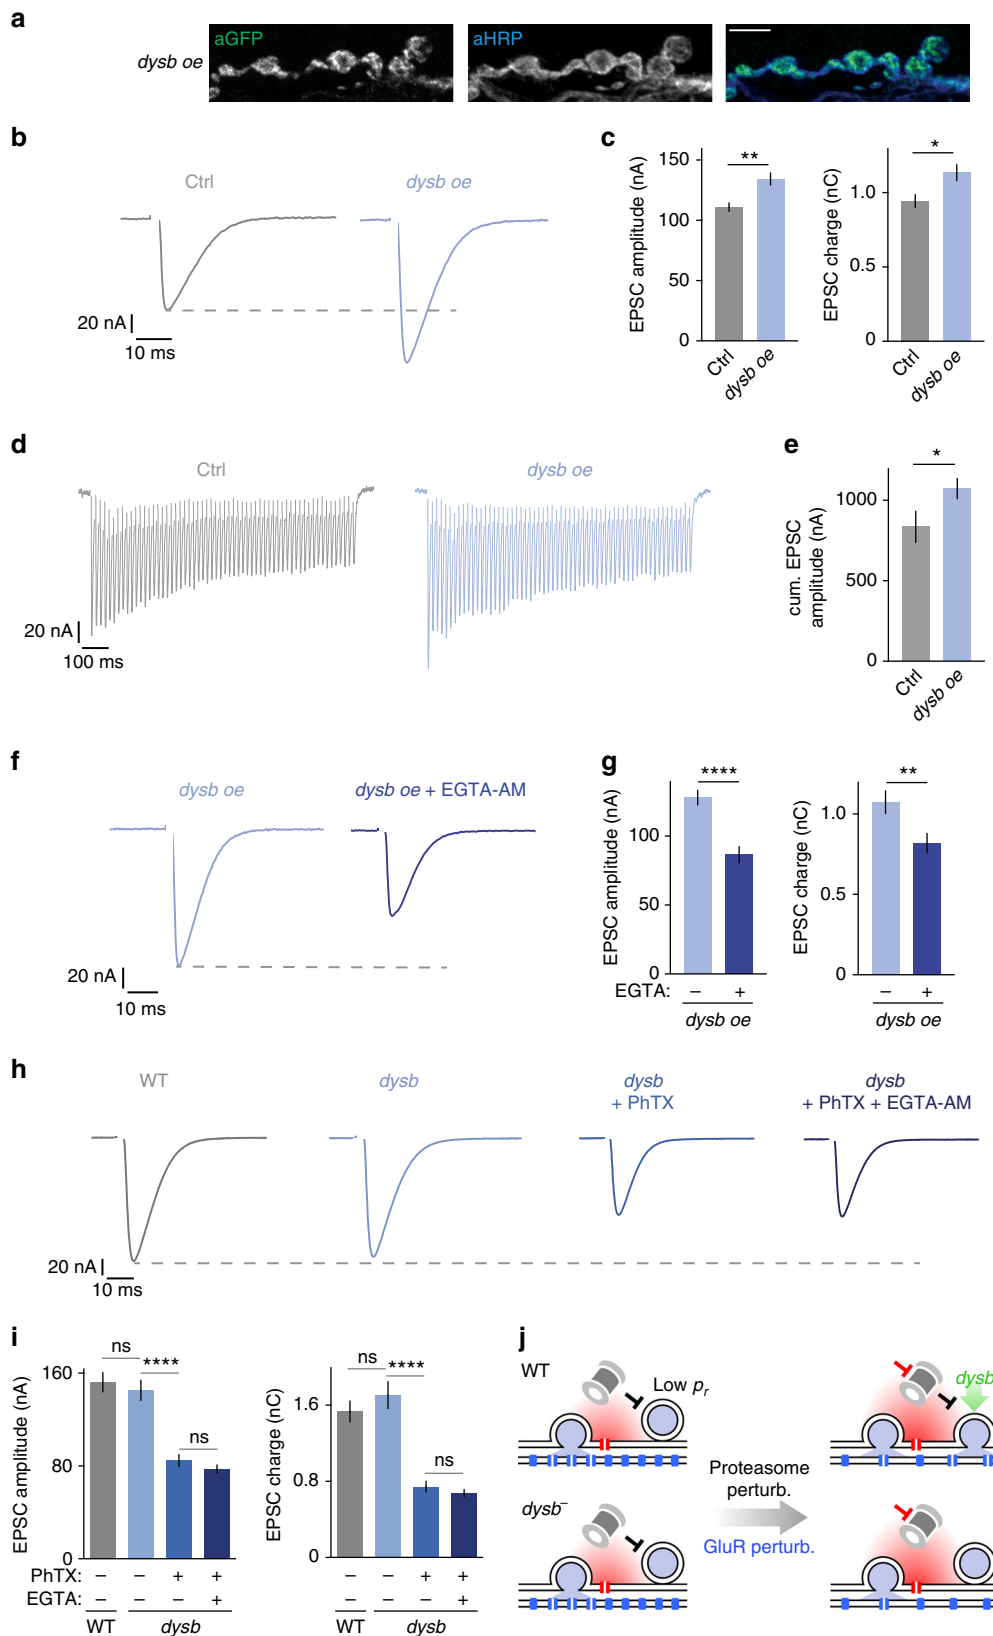 a
dysb oe
aGFP
aHRP
b
Ctrl
dysb oe
20 nA
10 ms
c
EPSC amplitude (nA)
150
100
50
0
**
Ctrl
dysb oe
EPSC charge (nC)
1.0
0.5
0
*
Ctrl
dysb oe
d
Ctrl
dysb oe
20 nA
100 ms
e
cum. EPSC
amplitude (nA)
1000
500
0
*
Ctrl
dysb oe
f
dysb oe
dysb oe + EGTA-AM
20 nA
10 ms
g
EPSC amplitude (nA)
100
50
0
****
EGTA:
– +
dysb oe
EPSC charge (nC)
1.0
0.5
0
**
– +
dysb oe
h
WT
dysb
dysb
+ PhTX
dysb
+ PhTX + EGTA-AM
20 nA
10 ms
i
EPSC amplitude (nA)
160
80
0
ns
****
ns
PhTX: – – + +
EGTA: – – – +
WT
dysb
EPSC charge (nC)
1.6
0.8
0
ns
****
ns
– – + +
– – – +
WT
dysb
j
WT
Low pr
dysb
Proteasome
perturb.
GluR perturb.
dysb–